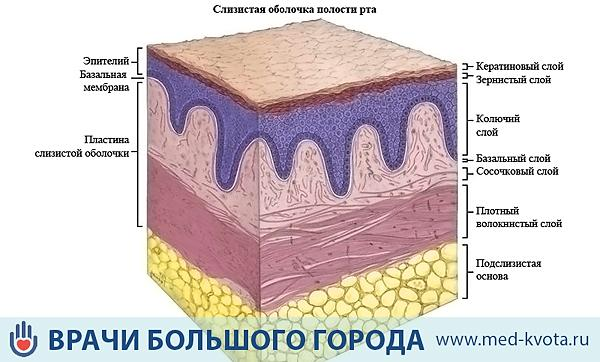 Слизистая оболочка полости рта
Эпителий
Базальная
мембрана
Пластина
слизистой оболочки
Кератиновый слой
Зернистый слой
Колючий
слой
Базальный слой
Сосочковый слой
Плотный
волокнистый слой
Подслизистая
основа
ВРАЧИ БОЛЬШОГО ГОРОДА
www.med-kvota.ru